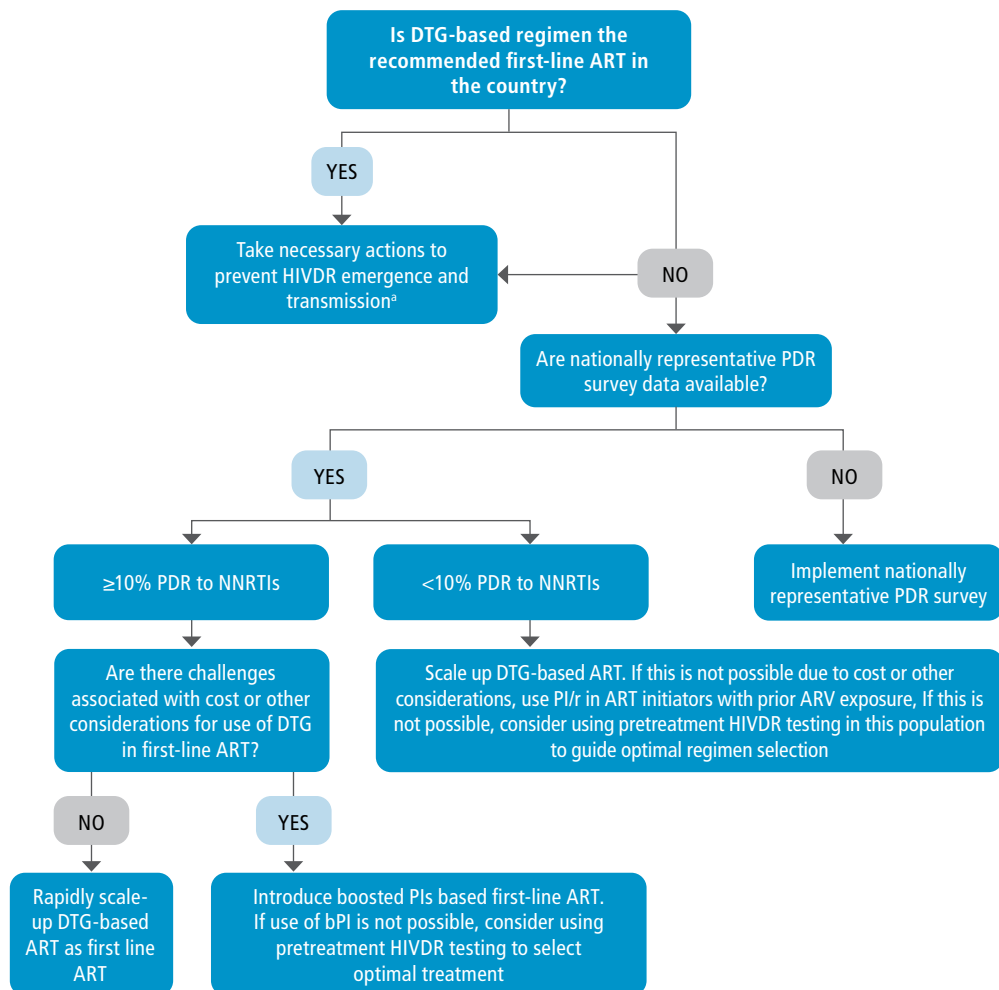 Is DTG-based regimen the
recommended first-line ART in
the country?
YES
Take necessary actions to
prevent HIVDR emergence and
transmissionᵃ
NO
Are nationally representative PDR
survey data available?
YES
NO
≥10% PDR to NNRTIs
<10% PDR to NNRTIs
Implement nationally
representative PDR survey
Are there challenges
associated with cost or other
considerations for use of DTG
in first-line ART?
Scale up DTG-based ART. If this is not possible due to cost or other
considerations, use PI/r in ART initiators with prior ARV exposure, If this is
not possible, consider using pretreatment HIVDR testing in this population
to guide optimal regimen selection
NO
YES
Rapidly scale-
up DTG-based
ART as first line
ART
Introduce boosted PIs based first-line ART.
If use of bPI is not possible, consider using
pretreatment HIVDR testing to select
optimal treatment